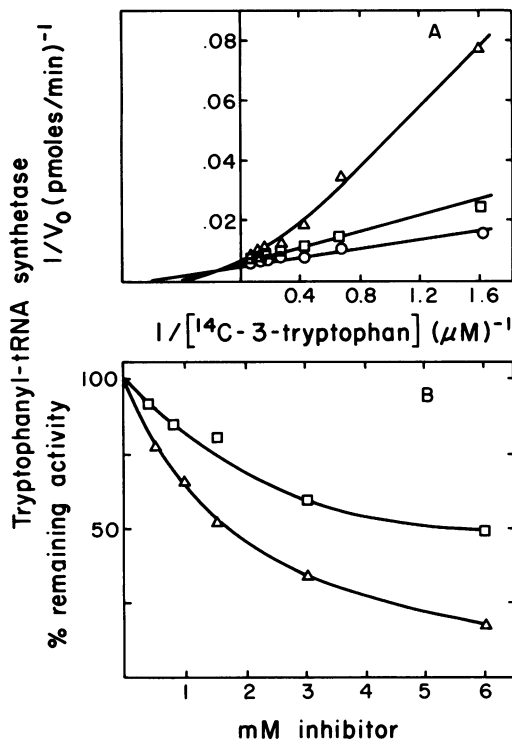 Tryptophanyl-tRNA synthetase
1/V₀ (pmoles/min)⁻¹
A
.08
.06
.04
.02
0.4 0.8 1.2 1.6
1/[¹⁴C-3-tryptophan] (μM)⁻¹
% remaining activity
B
100
50
1 2 3 4 5 6
mM inhibitor